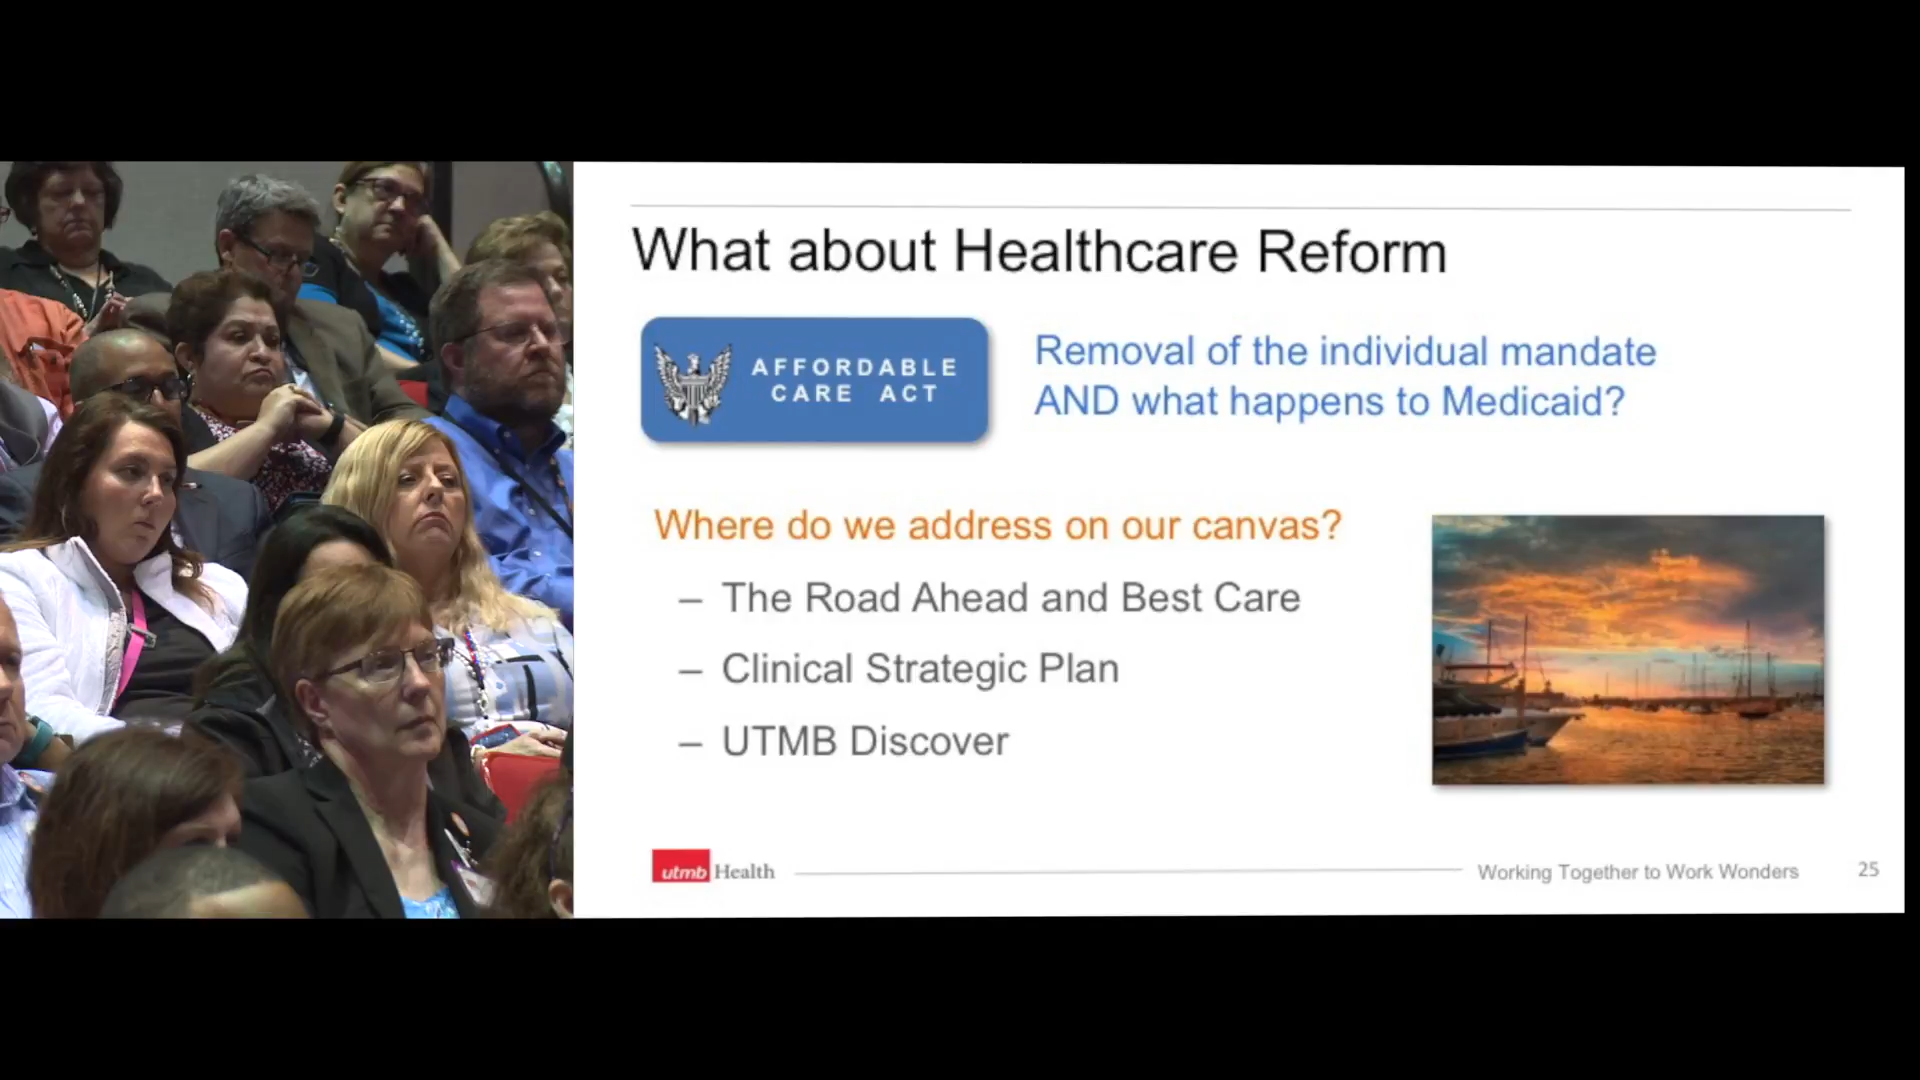 What about Healthcare Reform
AFFORDABLE
CARE ACT
Removal of the individual mandate
AND what happens to Medicaid?
Where do we address on our canvas?
– The Road Ahead and Best Care
– Clinical Strategic Plan
– UTMB Discover
utmb Health
Working Together to Work Wonders
25